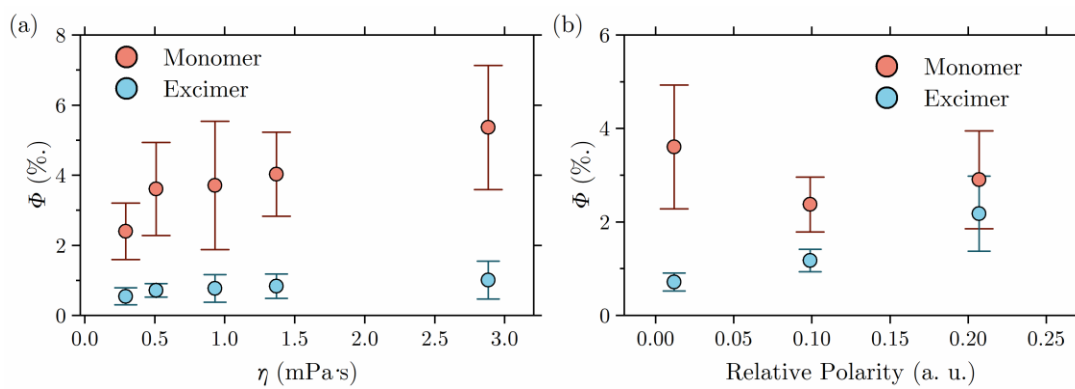 (a)
8
6
4
2
0
Φ (%.)
Monomer
Excimer
0.0 0.5 1.0 1.5 2.0 2.5 3.0
η (mPa·s)
(b)
6
4
2
0
Φ (%.)
Monomer
Excimer
0.00 0.05 0.10 0.15 0.20 0.25
Relative Polarity (a. u.)